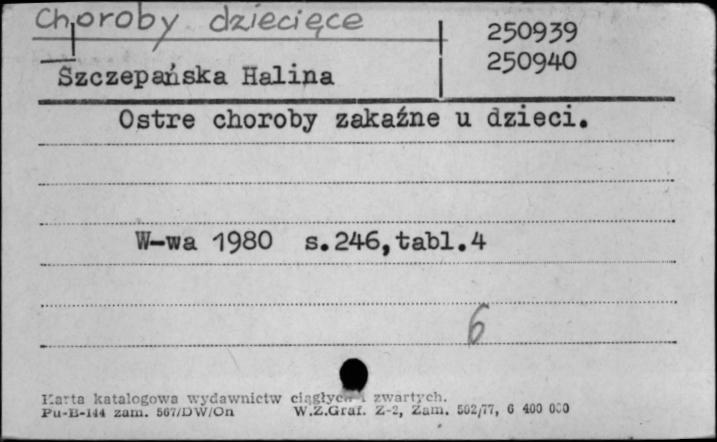 Choroby dziecięce
250939
250940
Szczepańska Halina
Ostre choroby zakaźne u dzieci.
W-wa 1980 s.246,tabl.4
6
Karta katalogowa wydawnictw ciągłych i zwartych.
Pu-B-144 zam. 567/DW/On W.Z.Graf. Z-2, Zam. 562/77, 6 400 000